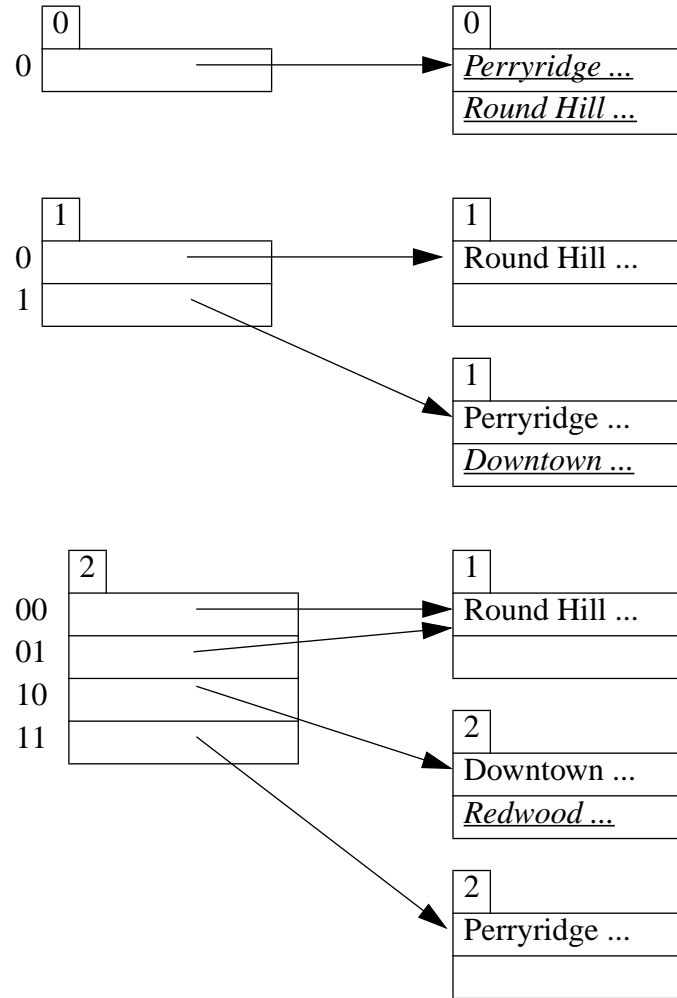 0 0
0 Perryridge ...
Round Hill ...
1 1
0 Round Hill ...
1
1
Perryridge ...
Downtown ...
2 1
00 Round Hill ...
01
10
2
11 Downtown ...
Redwood ...
2
Perryridge ...